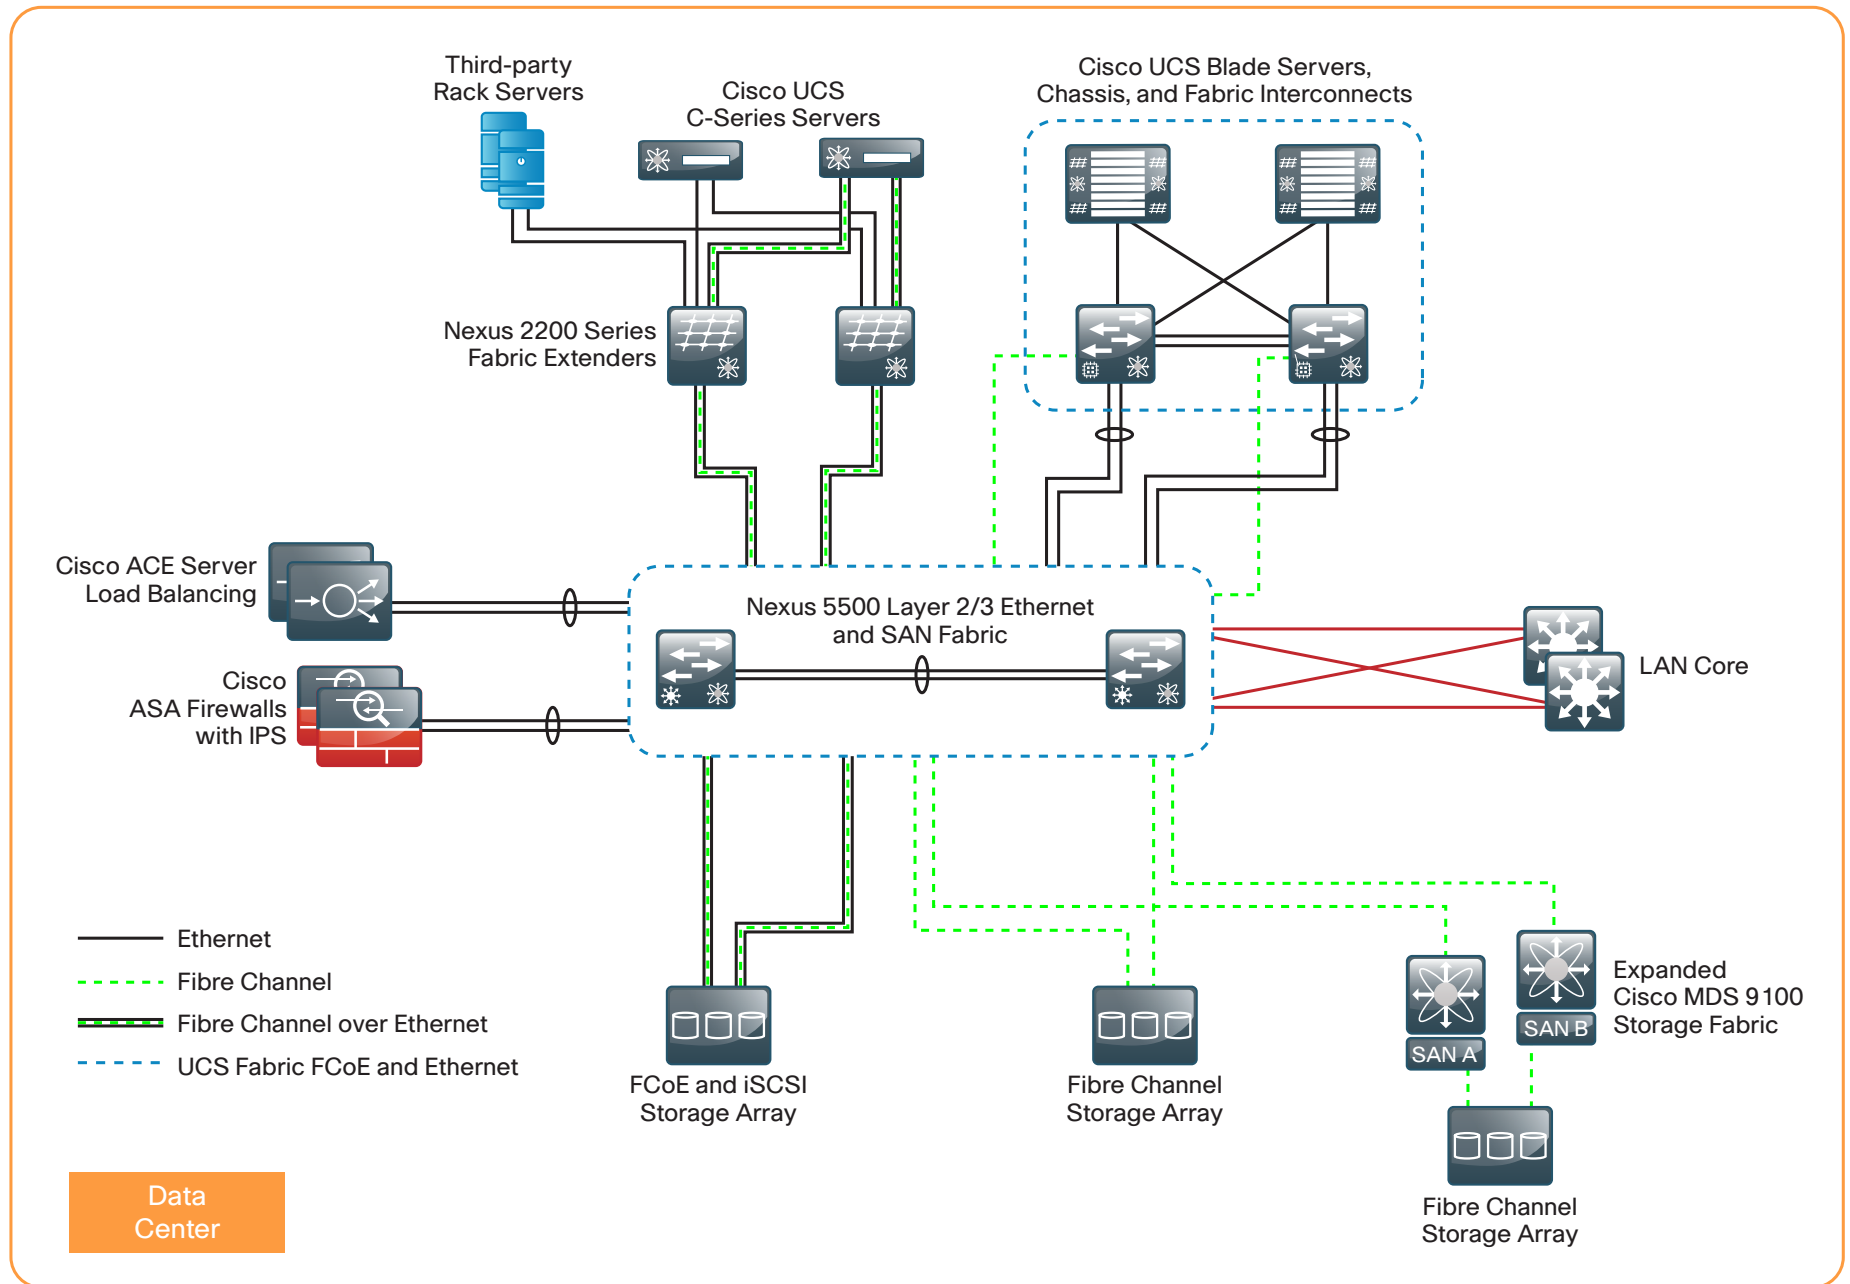 Third-party
Rack Servers
Cisco UCS
C-Series Servers
Cisco UCS Blade Servers,
Chassis, and Fabric Interconnects
Nexus 2200 Series
Fabric Extenders
Cisco ACE Server
Load Balancing
Nexus 5500 Layer 2/3 Ethernet
and SAN Fabric
Cisco
ASA Firewalls
with IPS
LAN Core
Ethernet
Fibre Channel
Fibre Channel over Ethernet
UCS Fabric FCoE and Ethernet
FCoE and iSCSI
Storage Array
Fibre Channel
Storage Array
SAN A
SAN B
Expanded
Cisco MDS 9100
Storage Fabric
Fibre Channel
Storage Array
Data
Center